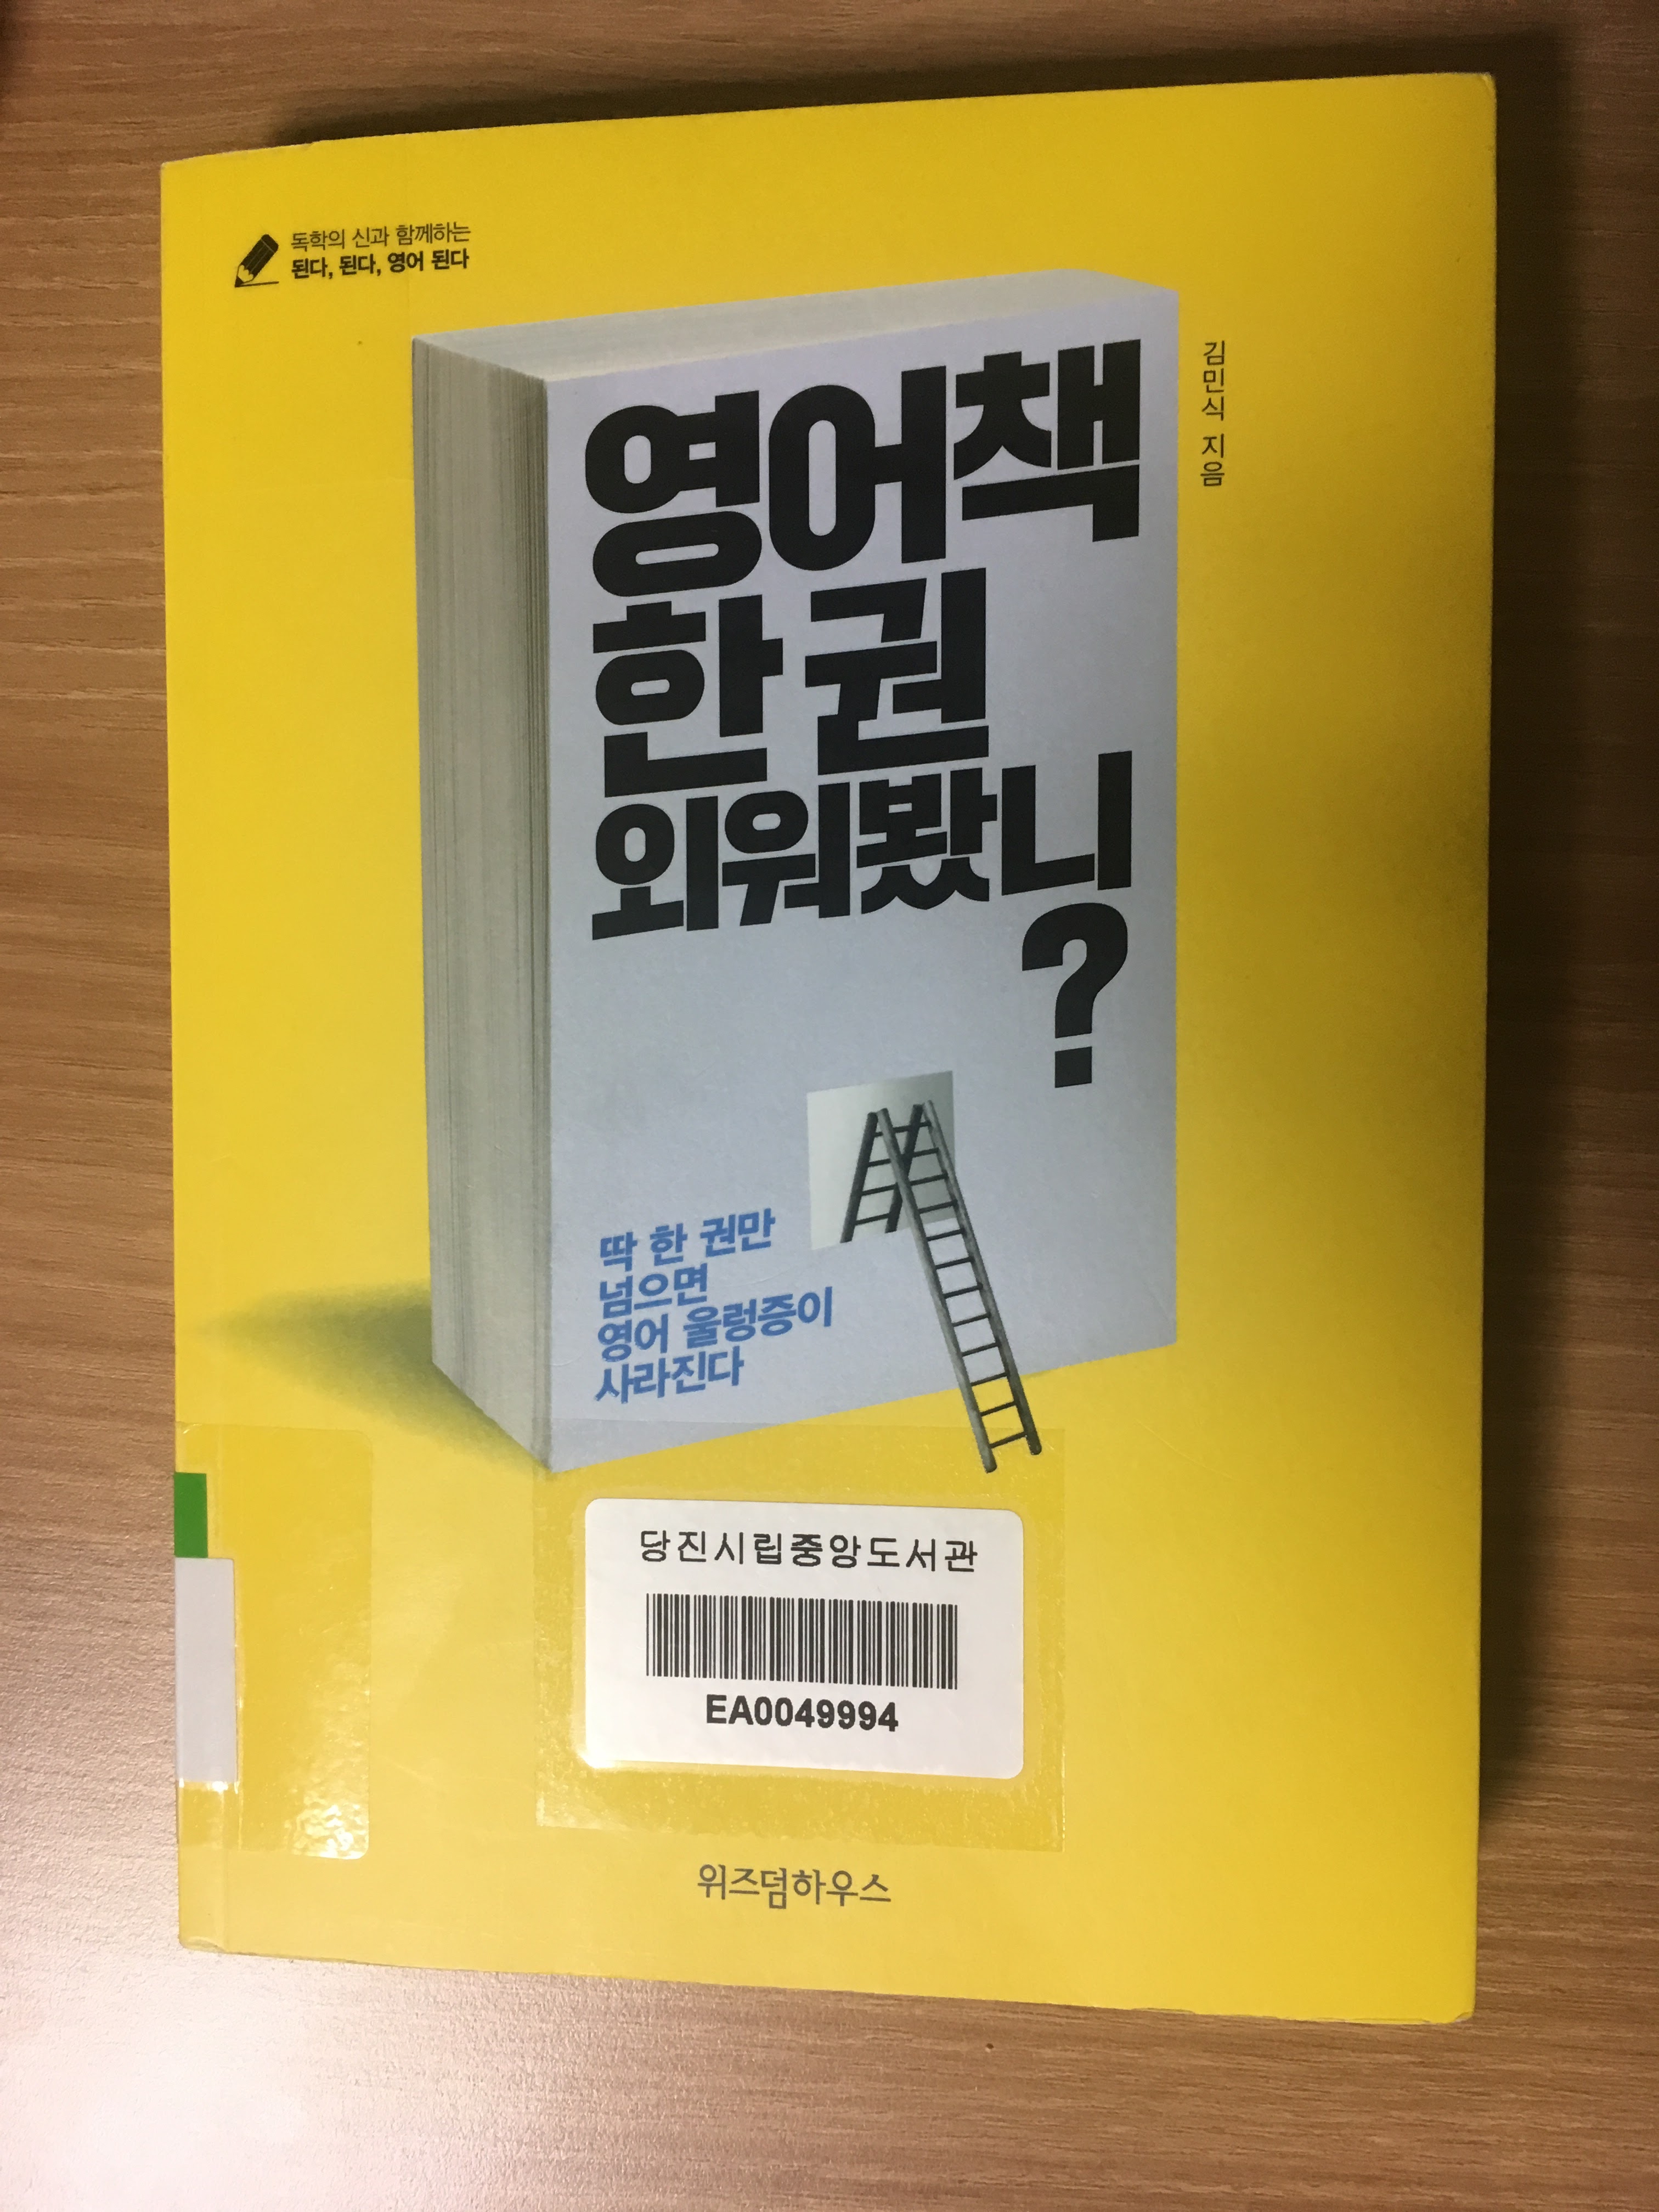 독학의 신과 함께하는
된다, 된다, 영어 된다
영어책
한 권
외워봤니
?
김민식 지음
딱 한 권만
넘으면
영어 울렁증이
사라진다
당진시립중앙도서관
EA0049994
위즈덤하우스